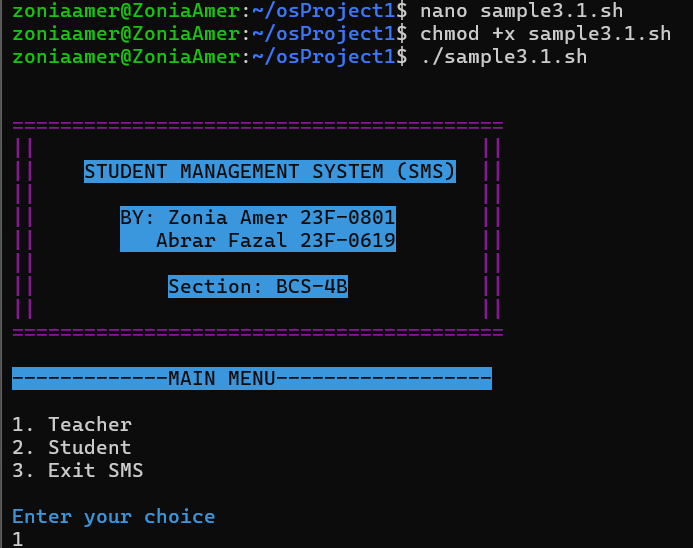 zoniaamer@ZoniaAmer:~/osProject1$ nano sample3.1.sh
zoniaamer@ZoniaAmer:~/osProject1$ chmod +x sample3.1.sh
zoniaamer@ZoniaAmer:~/osProject1$ ./sample3.1.sh
=========================================
||                                     ||
||    STUDENT MANAGEMENT SYSTEM (SMS)  ||
||                                     ||
||       BY: Zonia Amer 23F-0801       ||
||          Abrar Fazal 23F-0619       ||
||                                     ||
||           Section: BCS-4B           ||
||                                     ||
=========================================
-------------MAIN MENU------------------
1. Teacher
2. Student
3. Exit SMS
Enter your choice
1